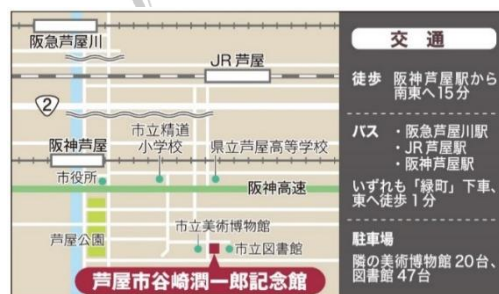 阪急芦屋川
JR 芦屋
2
阪神芦屋
市立精道
小学校
県立芦屋高等学校
市役所
阪神高速
芦屋公園
市立美術博物館
市立図書館
芦屋市谷崎潤一郎記念館
交通
徒歩 阪神芦屋駅から
南東へ15分
バス ・阪急芦屋川駅
・JR芦屋駅
・阪神芦屋駅
いずれも「緑町」下車、
東へ徒歩1分
駐車場
隣の美術博物館20台、
図書館47台